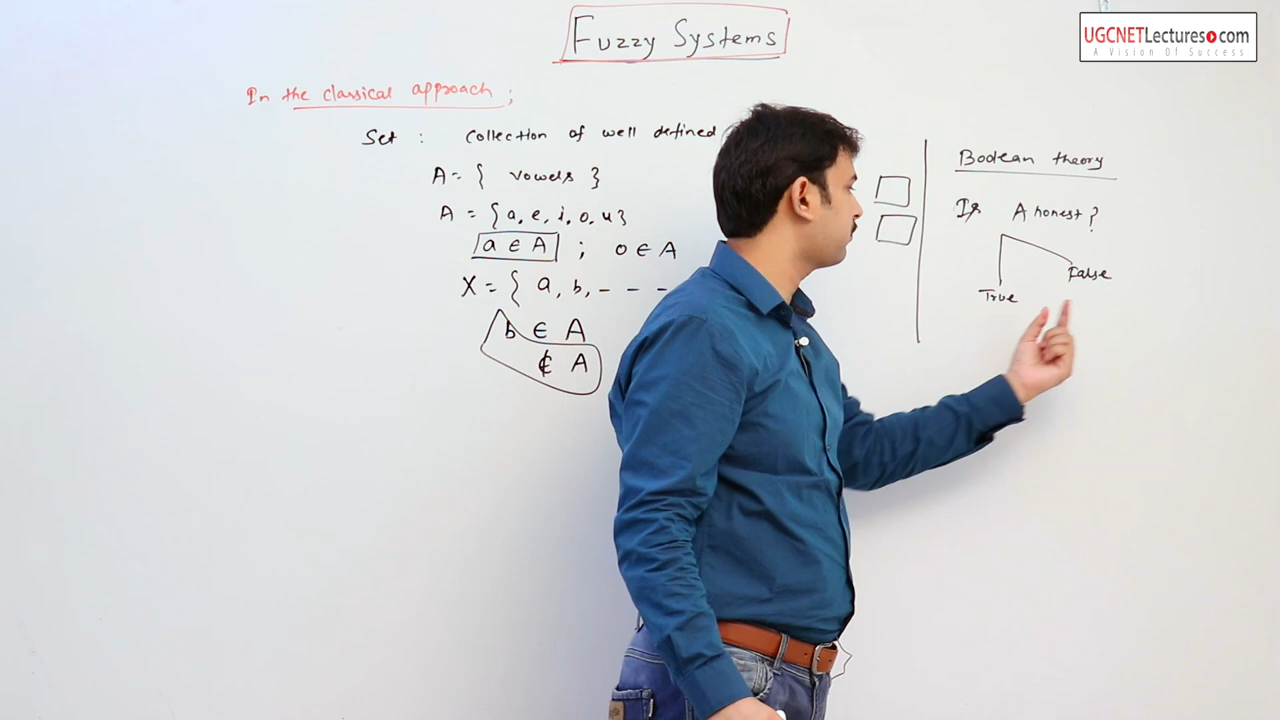 Fuzzy Systems
UGCNETLectures.com
A Vision Of Success
In the classical approach ;
Set : Collection of well defined
A = { vowels }
A = {a, e, i, o, u}
a ∈ A ; o ∈ A
X = { a, b, - - -
b ∈ A
∉ A
Boolean theory
Is A honest?
False
True